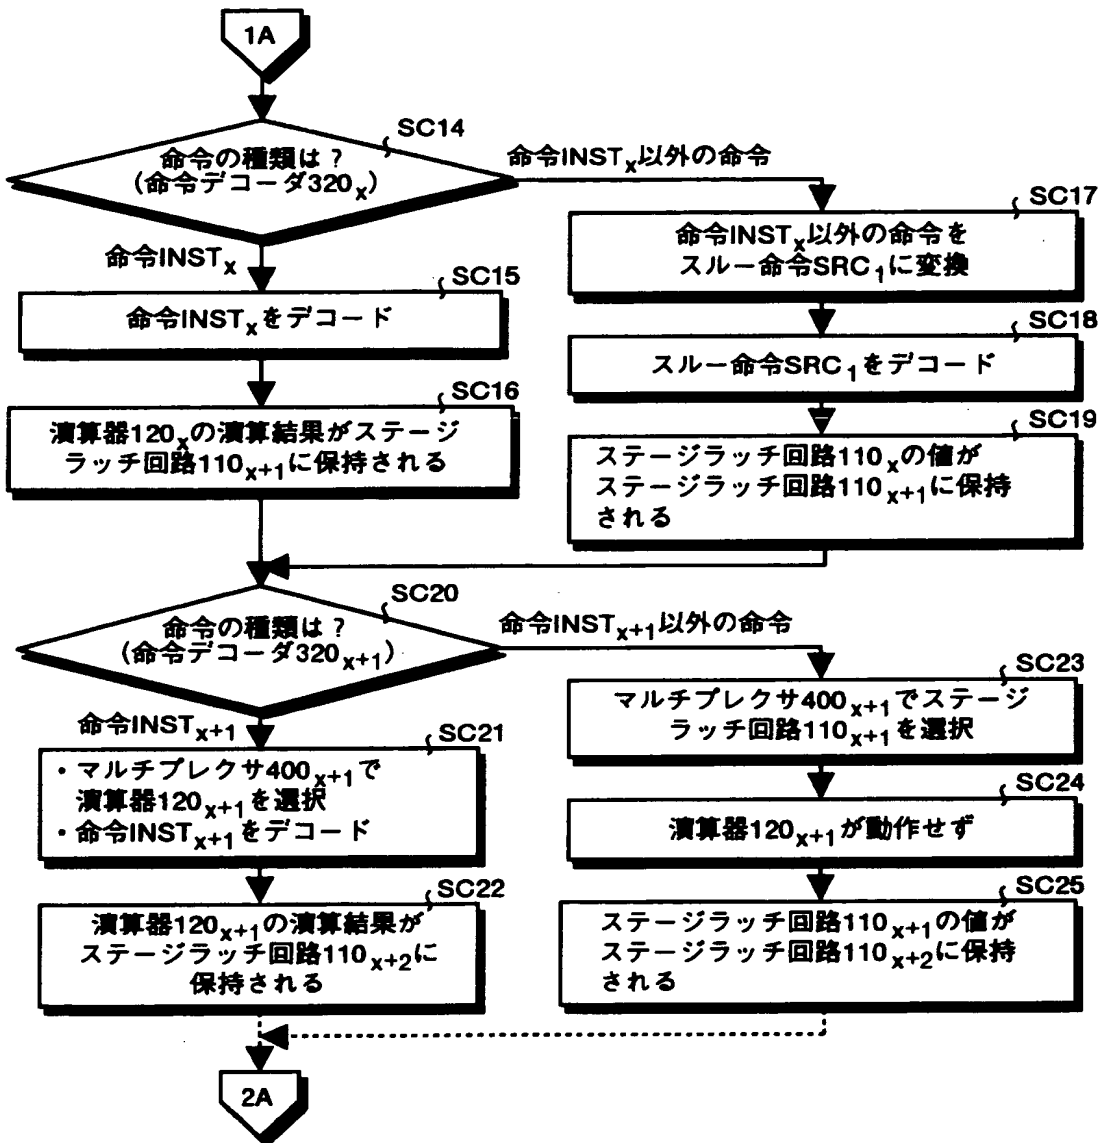 1A
SC14
命令の種類は？
(命令デコーダ320x)
命令INSTx以外の命令
命令INSTx
SC15
命令INSTxをデコード
SC16
演算器120xの演算結果がステージ
ラッチ回路110x+1に保持される
SC17
命令INSTx以外の命令を
スルー命令SRC1に変換
SC18
スルー命令SRC1をデコード
SC19
ステージラッチ回路110xの値が
ステージラッチ回路110x+1に保持
される
SC20
命令の種類は？
(命令デコーダ320x+1)
命令INSTx+1以外の命令
命令INSTx+1
SC21
・マルチプレクサ400x+1で
演算器120x+1を選択
・命令INSTx+1をデコード
SC22
演算器120x+1の演算結果が
ステージラッチ回路110x+2に
保持される
SC23
マルチプレクサ400x+1でステージ
ラッチ回路110x+1を選択
SC24
演算器120x+1が動作せず
SC25
ステージラッチ回路110x+1の値が
ステージラッチ回路110x+2に保持
される
2A